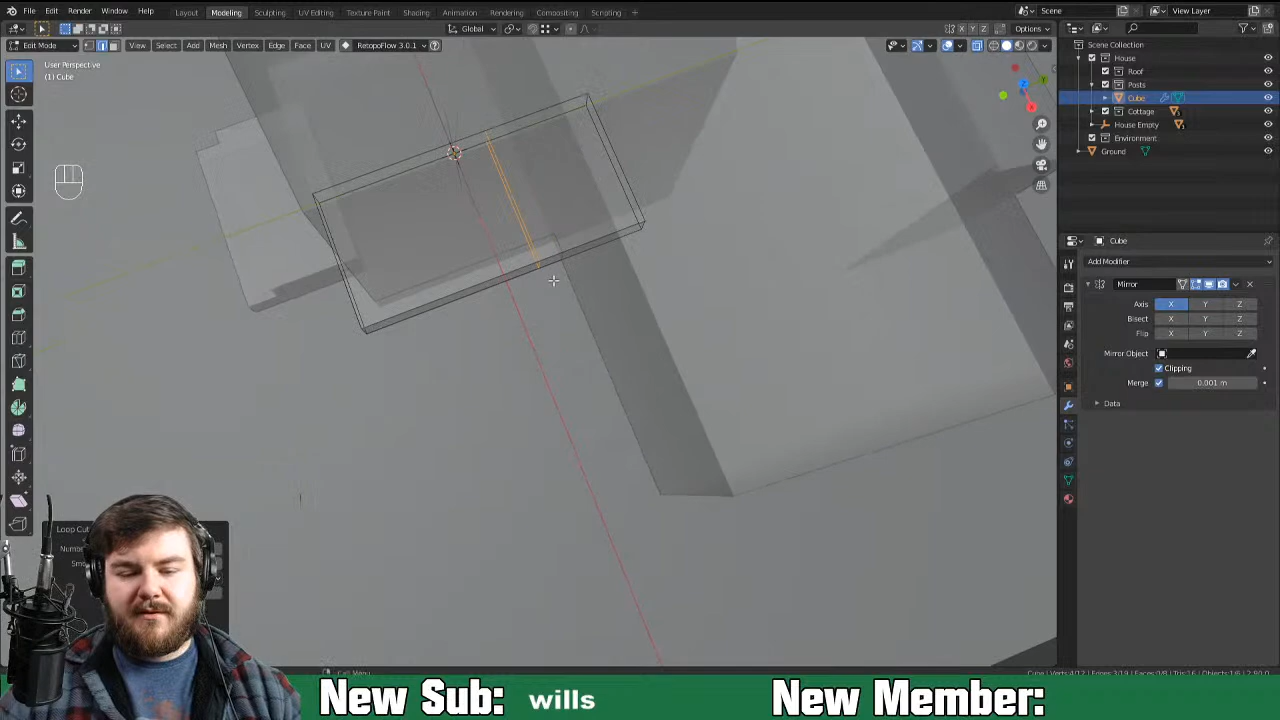 File Edit Render Window Help Layout Modeling Sculpting UV Editing Texture Paint Shading Animation Rendering Compositing Scripting + Scene View Layer
Global Options
Edit Mode View Select Add Mesh Vertex Edge Face UV RetopoFlow 3.0.1 X Y Z
User Perspective
(1) Cube
Scene Collection
House
Roof
Posts
Cube
Cottage
House Empty
Environment
Ground
Cube
Add Modifier
Mirror
Axis X Y Z
Bisect X Y Z
Flip X Y Z
Mirror Object
Clipping
Merge 0.001 m
Data
Loop Cut
New Sub: wills New Member: